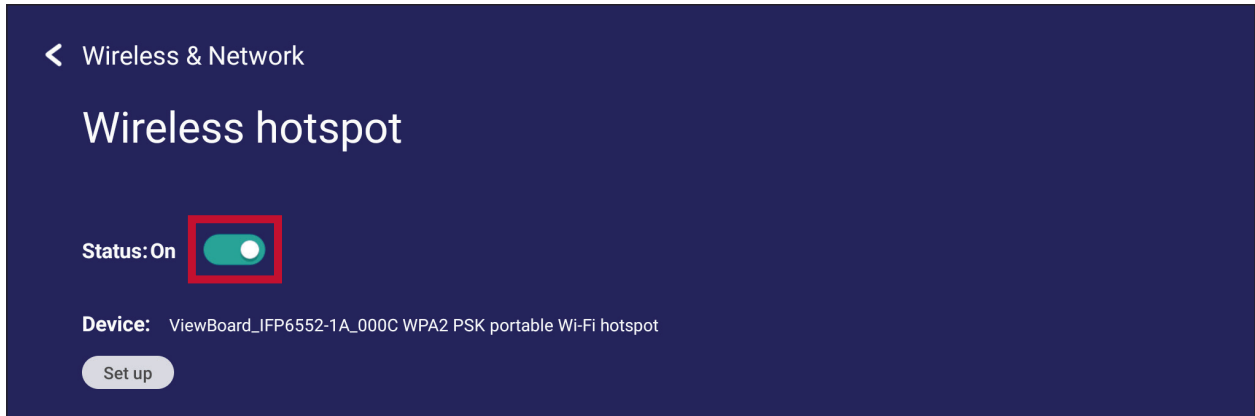 Wireless & Network
Wireless hotspot
Status: On
Device: ViewBoard_IFP6552-1A_000C WPA2 PSK portable Wi-Fi hotspot
Set up